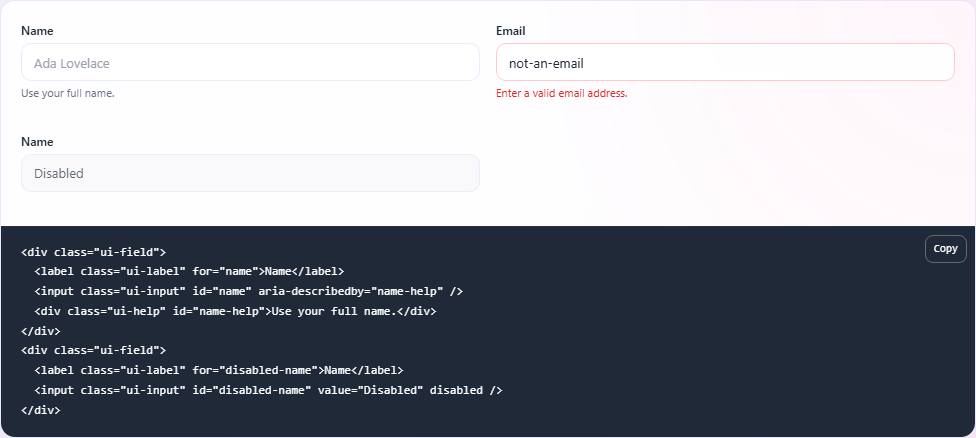 Name
Ada Lovelace
Use your full name.
Email
not-an-email
Enter a valid email address.
Name
Disabled
Copy
<div class="ui-field">
  <label class="ui-label" for="name">Name</label>
  <input class="ui-input" id="name" aria-describedby="name-help" />
  <div class="ui-help" id="name-help">Use your full name.</div>
</div>
<div class="ui-field">
  <label class="ui-label" for="disabled-name">Name</label>
  <input class="ui-input" id="disabled-name" value="Disabled" disabled />
</div>